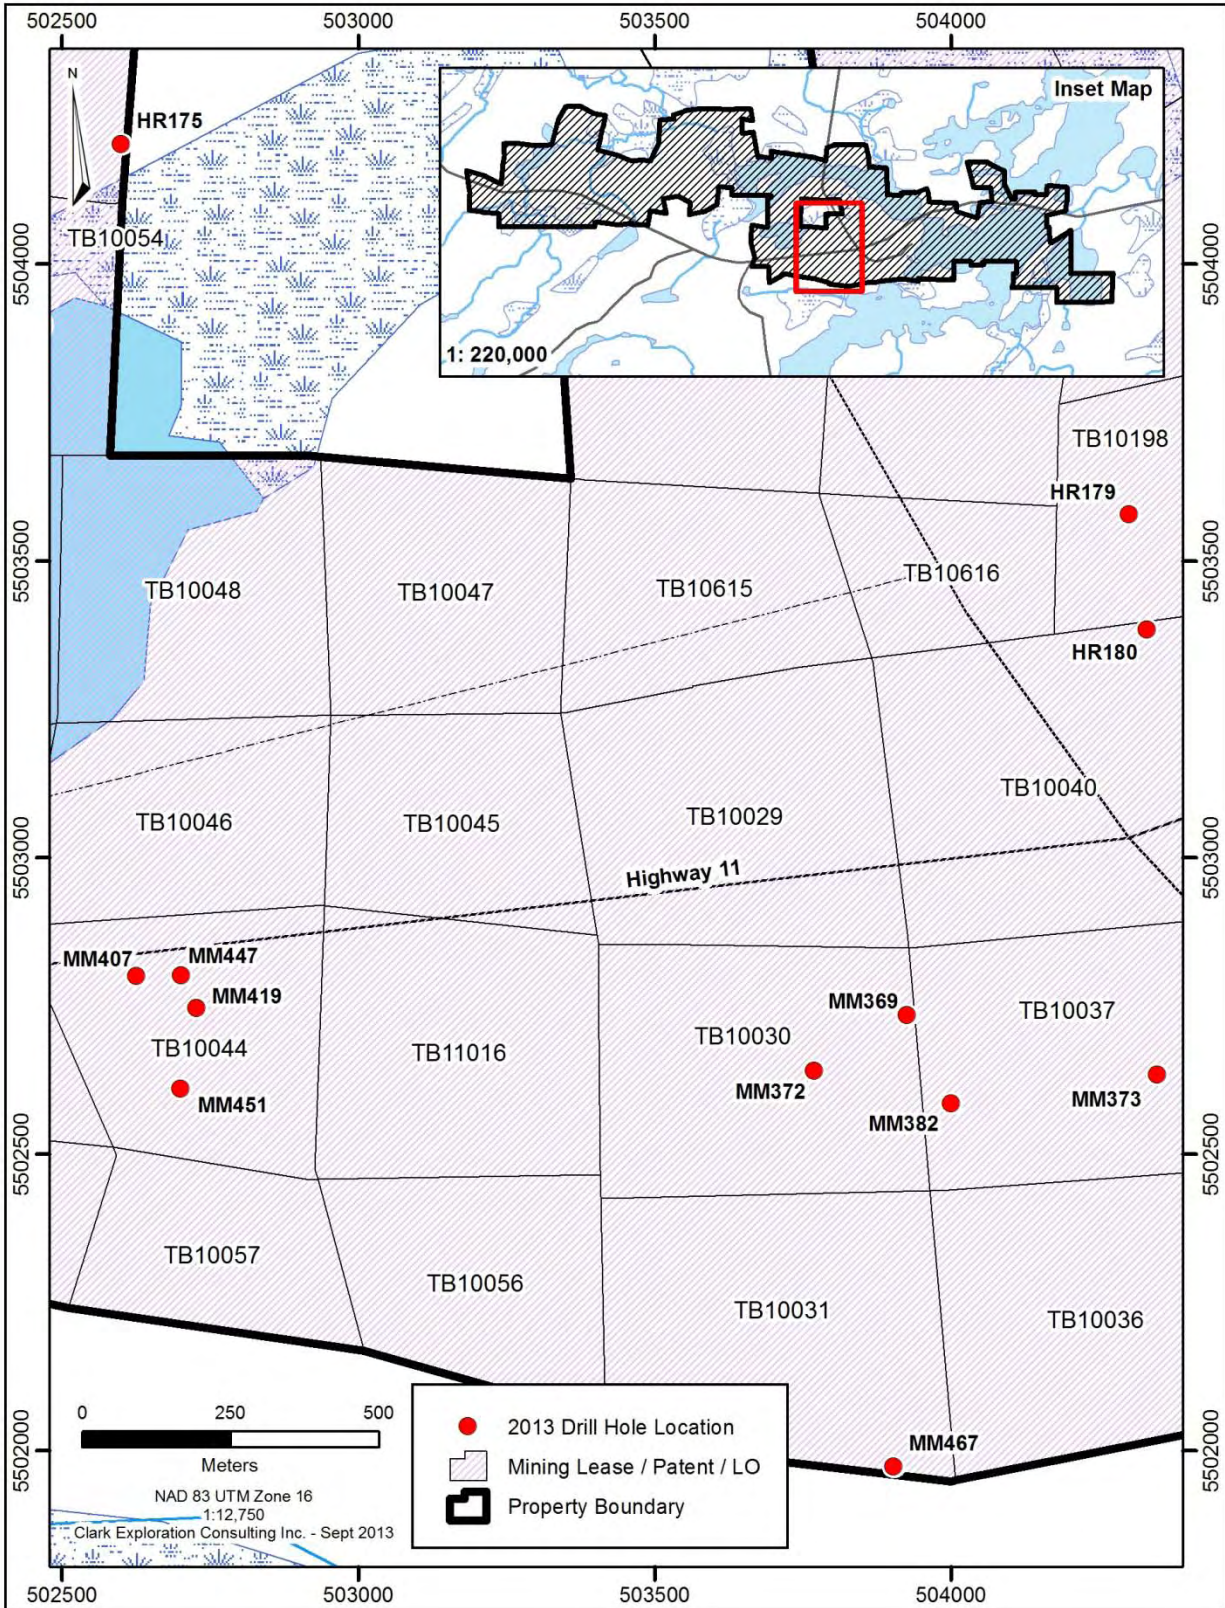 502500 503000 503500 504000
N
HR175
Inset Map
1: 220,000
TB10054
5504000
5504000
TB10198
HR179
5503500
5503500
TB10048
TB10047
TB10615
TB10616
HR180
TB10040
TB10046
TB10045
TB10029
5503000
5503000
Highway 11
MM407
MM447
MM419
MM369
TB10037
TB10044
TB11016
TB10030
MM451
MM372
MM382
MM373
5502500
5502500
TB10057
TB10056
TB10031
TB10036
0 250 500
Meters
2013 Drill Hole Location
Mining Lease / Patent / LO
Property Boundary
MM467
5502000
5502000
NAD 83 UTM Zone 16
1:12,750
Clark Exploration Consulting Inc. - Sept 2013
502500 503000 503500 504000